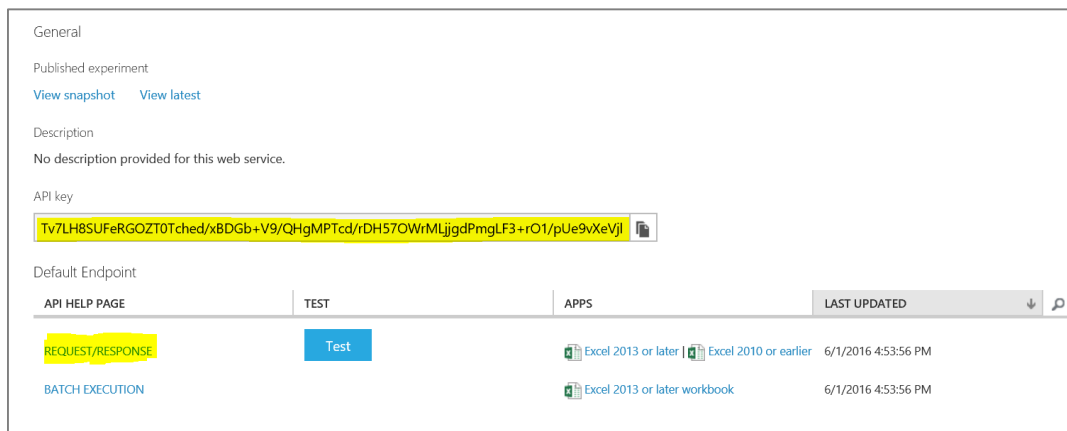 General
Published experiment
View snapshot View latest
Description
No description provided for this web service.
API key
Tv7LH8SUFeRGOZT0Tched/xBDGb+V9/QHgMPTcd/rDH57OWrMLjjgdPmgLF3+rO1/pUe9vXeVjl
Default Endpoint
API HELP PAGE TEST APPS LAST UPDATED
REQUEST/RESPONSE Test Excel 2013 or later | Excel 2010 or earlier 6/1/2016 4:53:56 PM
BATCH EXECUTION Excel 2013 or later workbook 6/1/2016 4:53:56 PM